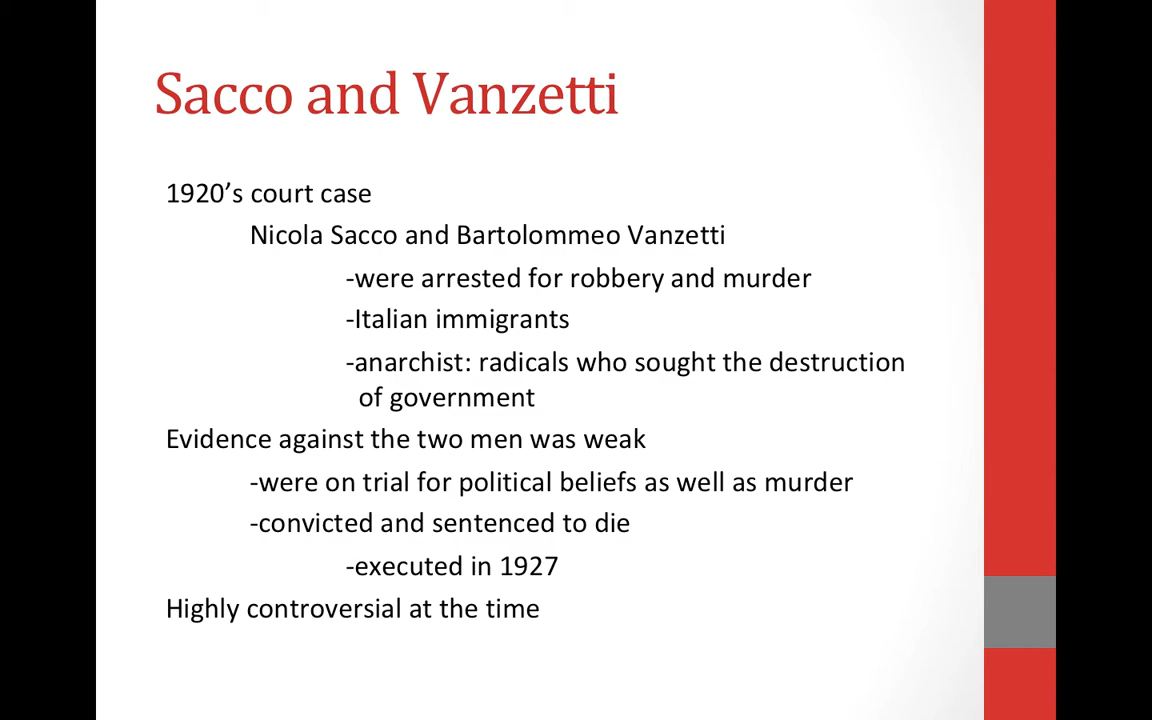 Sacco and Vanzetti
1920’s court case
Nicola Sacco and Bartolommeo Vanzetti
-were arrested for robbery and murder
-Italian immigrants
-anarchist: radicals who sought the destruction
of government
Evidence against the two men was weak
-were on trial for political beliefs as well as murder
-convicted and sentenced to die
-executed in 1927
Highly controversial at the time